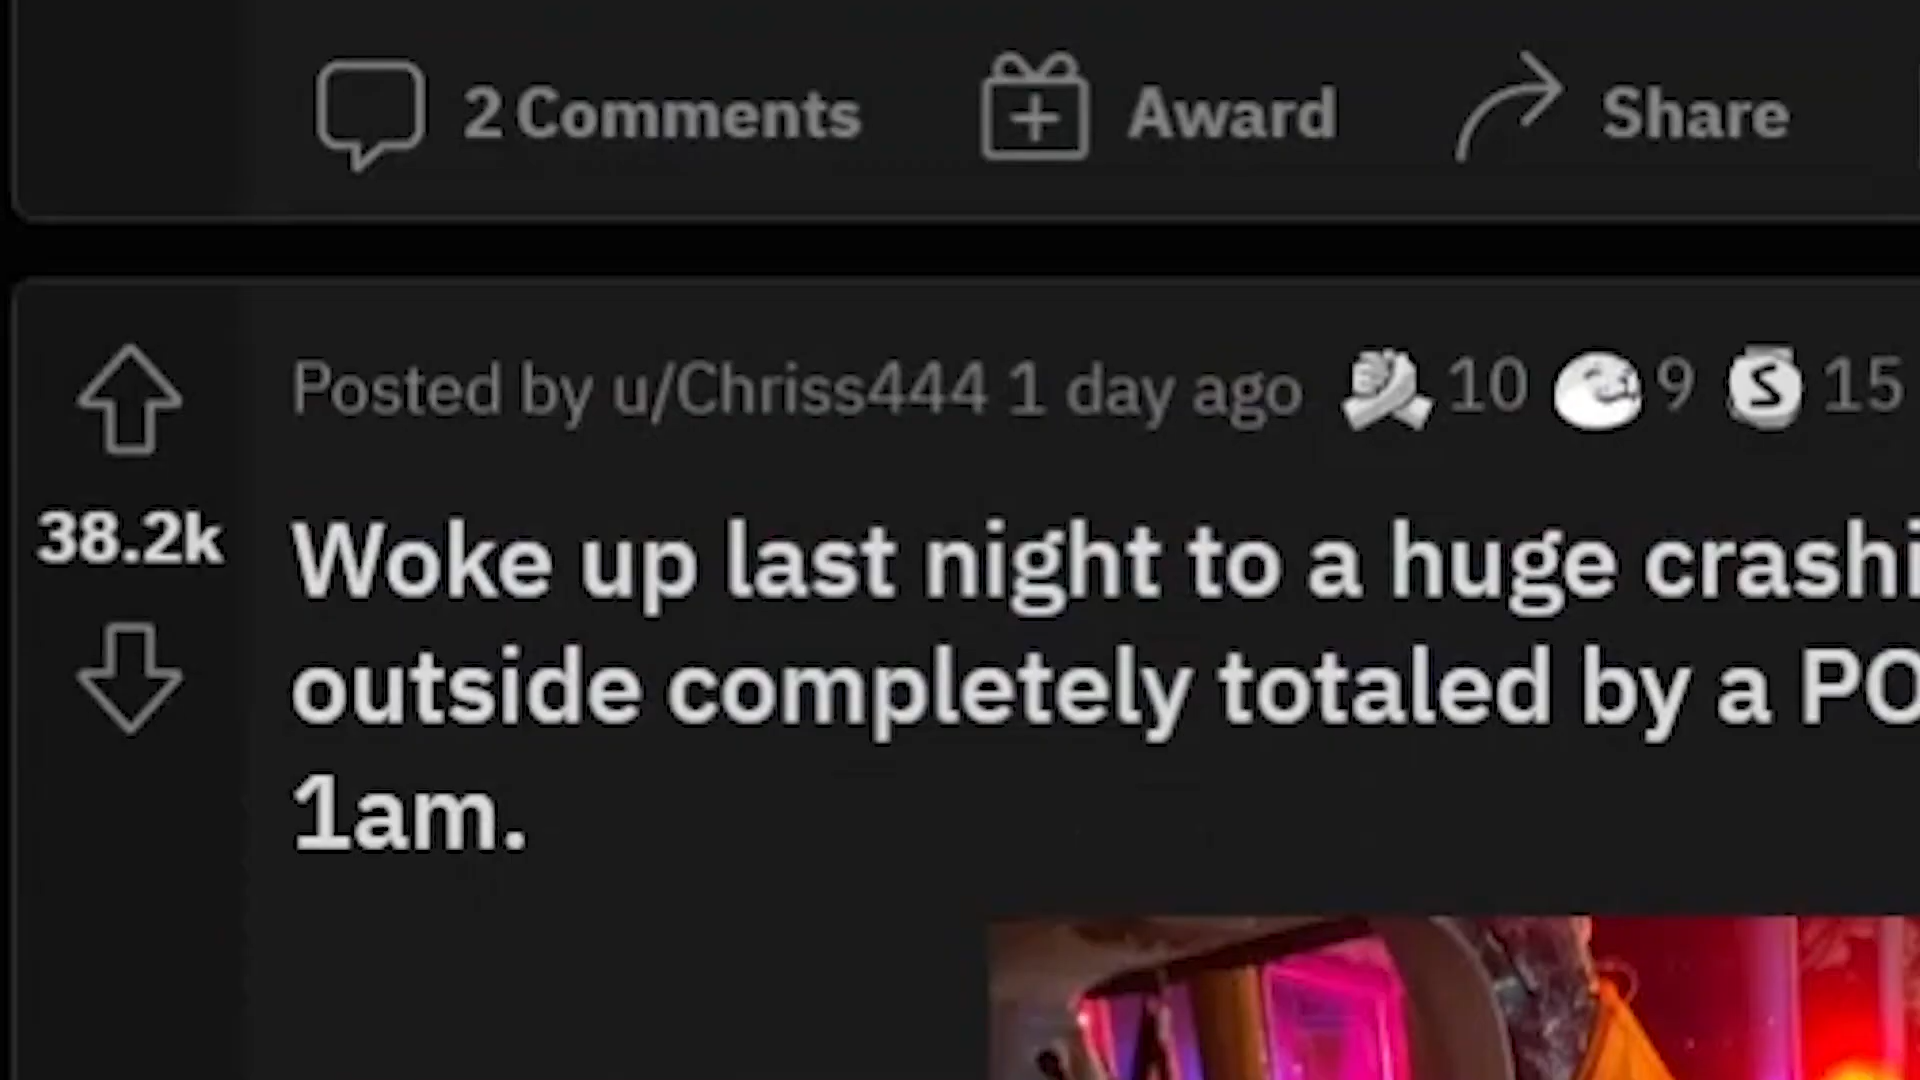 2 Comments Award Share
Posted by u/Chriss444 1 day ago 10 9 S 15
38.2k
Woke up last night to a huge crashi
outside completely totaled by a PO
1am.